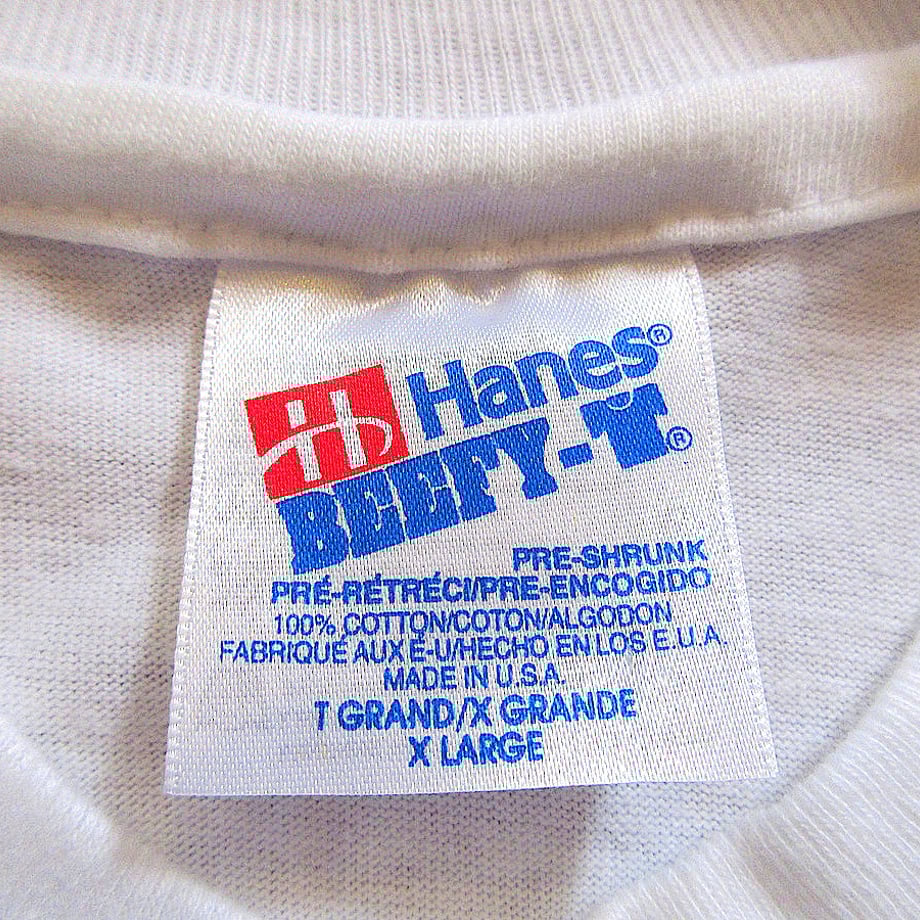 Hanes®
BEEFY-T®
PRE-SHRUNK
PRÉ-RÉTRÉCI/PRE-ENCOGIDO
100% COTTON/COTON/ALGODON
FABRIQUÉ AUX É-U/HECHO EN LOS E.U.A.
MADE IN U.S.A.
T GRAND/X GRANDE
X LARGE